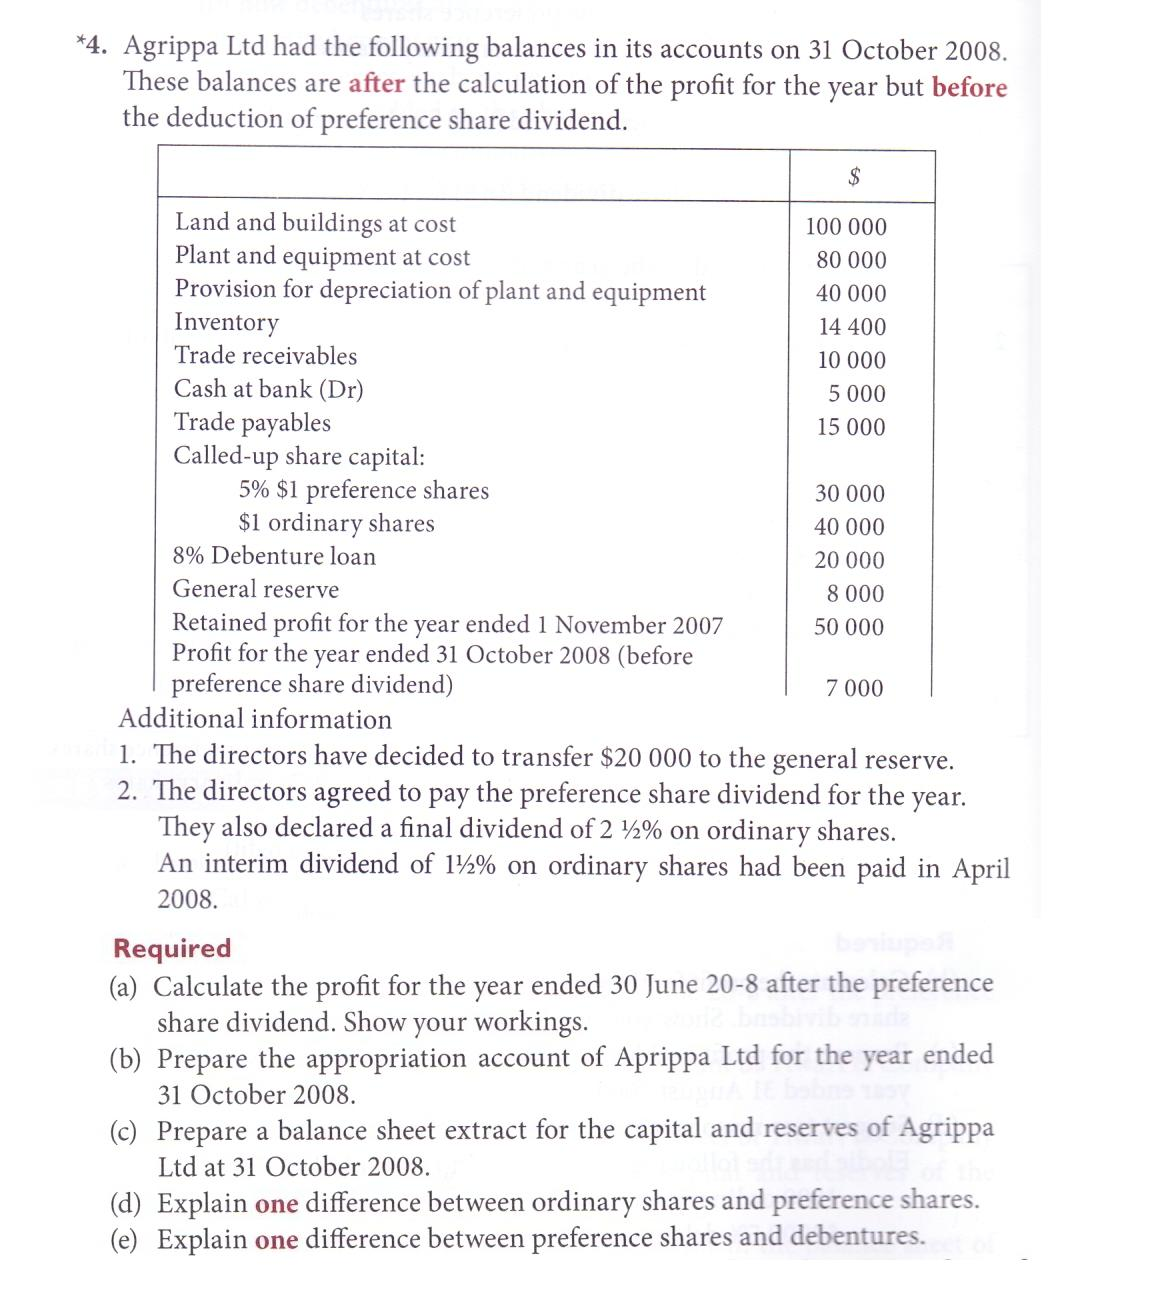 *4. Agrippa Ltd had the following balances in its accounts on 31 October 2008.
These balances are after the calculation of the profit for the year but before
the deduction of preference share dividend.
$
Land and buildings at cost 100 000
Plant and equipment at cost 80 000
Provision for depreciation of plant and equipment 40 000
Inventory 14 400
Trade receivables 10 000
Cash at bank (Dr) 5 000
Trade payables 15 000
Called-up share capital:
5% $1 preference shares 30 000
$1 ordinary shares 40 000
8% Debenture loan 20 000
General reserve 8 000
Retained profit for the year ended 1 November 2007 50 000
Profit for the year ended 31 October 2008 (before
preference share dividend) 7 000
Additional information
1. The directors have decided to transfer $20 000 to the general reserve.
2. The directors agreed to pay the preference share dividend for the year.
They also declared a final dividend of 2 ½% on ordinary shares.
An interim dividend of 1½% on ordinary shares had been paid in April
2008.
Required
(a) Calculate the profit for the year ended 30 June 20-8 after the preference
share dividend. Show your workings.
(b) Prepare the appropriation account of Aprippa Ltd for the year ended
31 October 2008.
(c) Prepare a balance sheet extract for the capital and reserves of Agrippa
Ltd at 31 October 2008.
(d) Explain one difference between ordinary shares and preference shares.
(e) Explain one difference between preference shares and debentures.